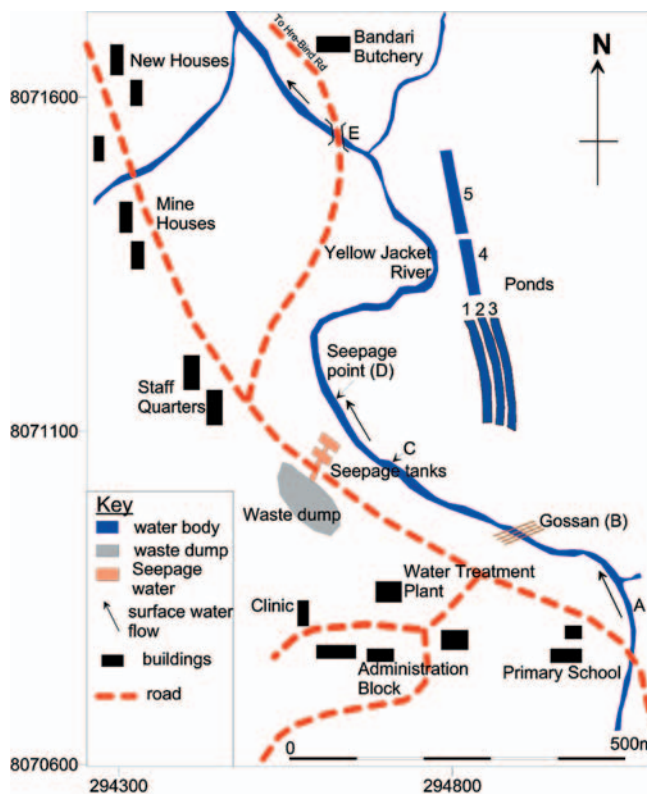 To Hre-Bind Rd
Bandari
Butchery
New Houses
N
8071600
E
5
Mine
Houses
4
Yellow Jacket
River
Ponds
1 2 3
Seepage
point (D)
Staff
Quarters
8071100
C
Seepage tanks
Key
water body
waste dump
Seepage
water
surface water
flow
buildings
road
Waste dump
Gossan (B)
Water Treatment
Plant
A
Clinic
Administration
Block
Primary School
0
500m
8070600
294300
294800